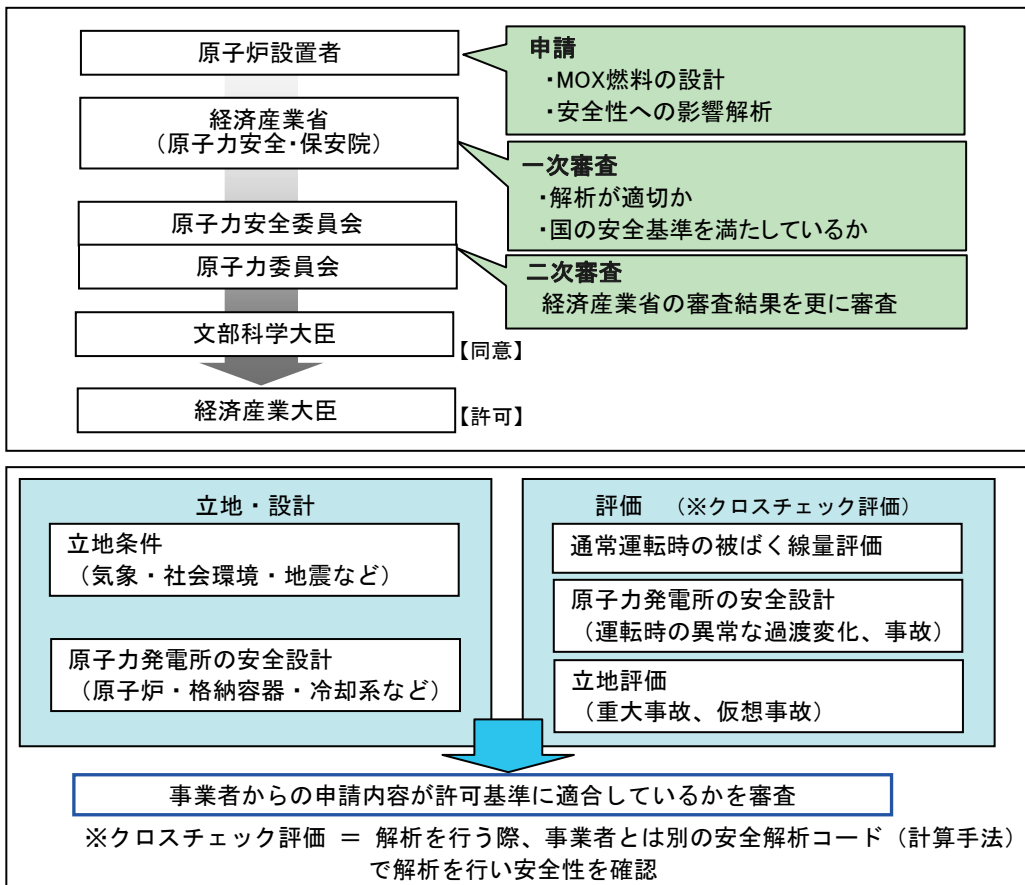 原子炉設置者
申請
・MOX燃料の設計
・安全性への影響解析
経済産業省
（原子力安全・保安院）
一次審査
・解析が適切か
・国の安全基準を満たしているか
原子力安全委員会
原子力委員会
二次審査
経済産業省の審査結果を更に審査
文部科学大臣
【同意】
経済産業大臣
【許可】
立地・設計
立地条件
（気象・社会環境・地震など）
原子力発電所の安全設計
（原子炉・格納容器・冷却系など）
評価　（※クロスチェック評価）
通常運転時の被ばく線量評価
原子力発電所の安全設計
（運転時の異常な過渡変化、事故）
立地評価
（重大事故、仮想事故）
事業者からの申請内容が許可基準に適合しているかを審査
※クロスチェック評価 ＝ 解析を行う際、事業者とは別の安全解析コード（計算手法）
で解析を行い安全性を確認